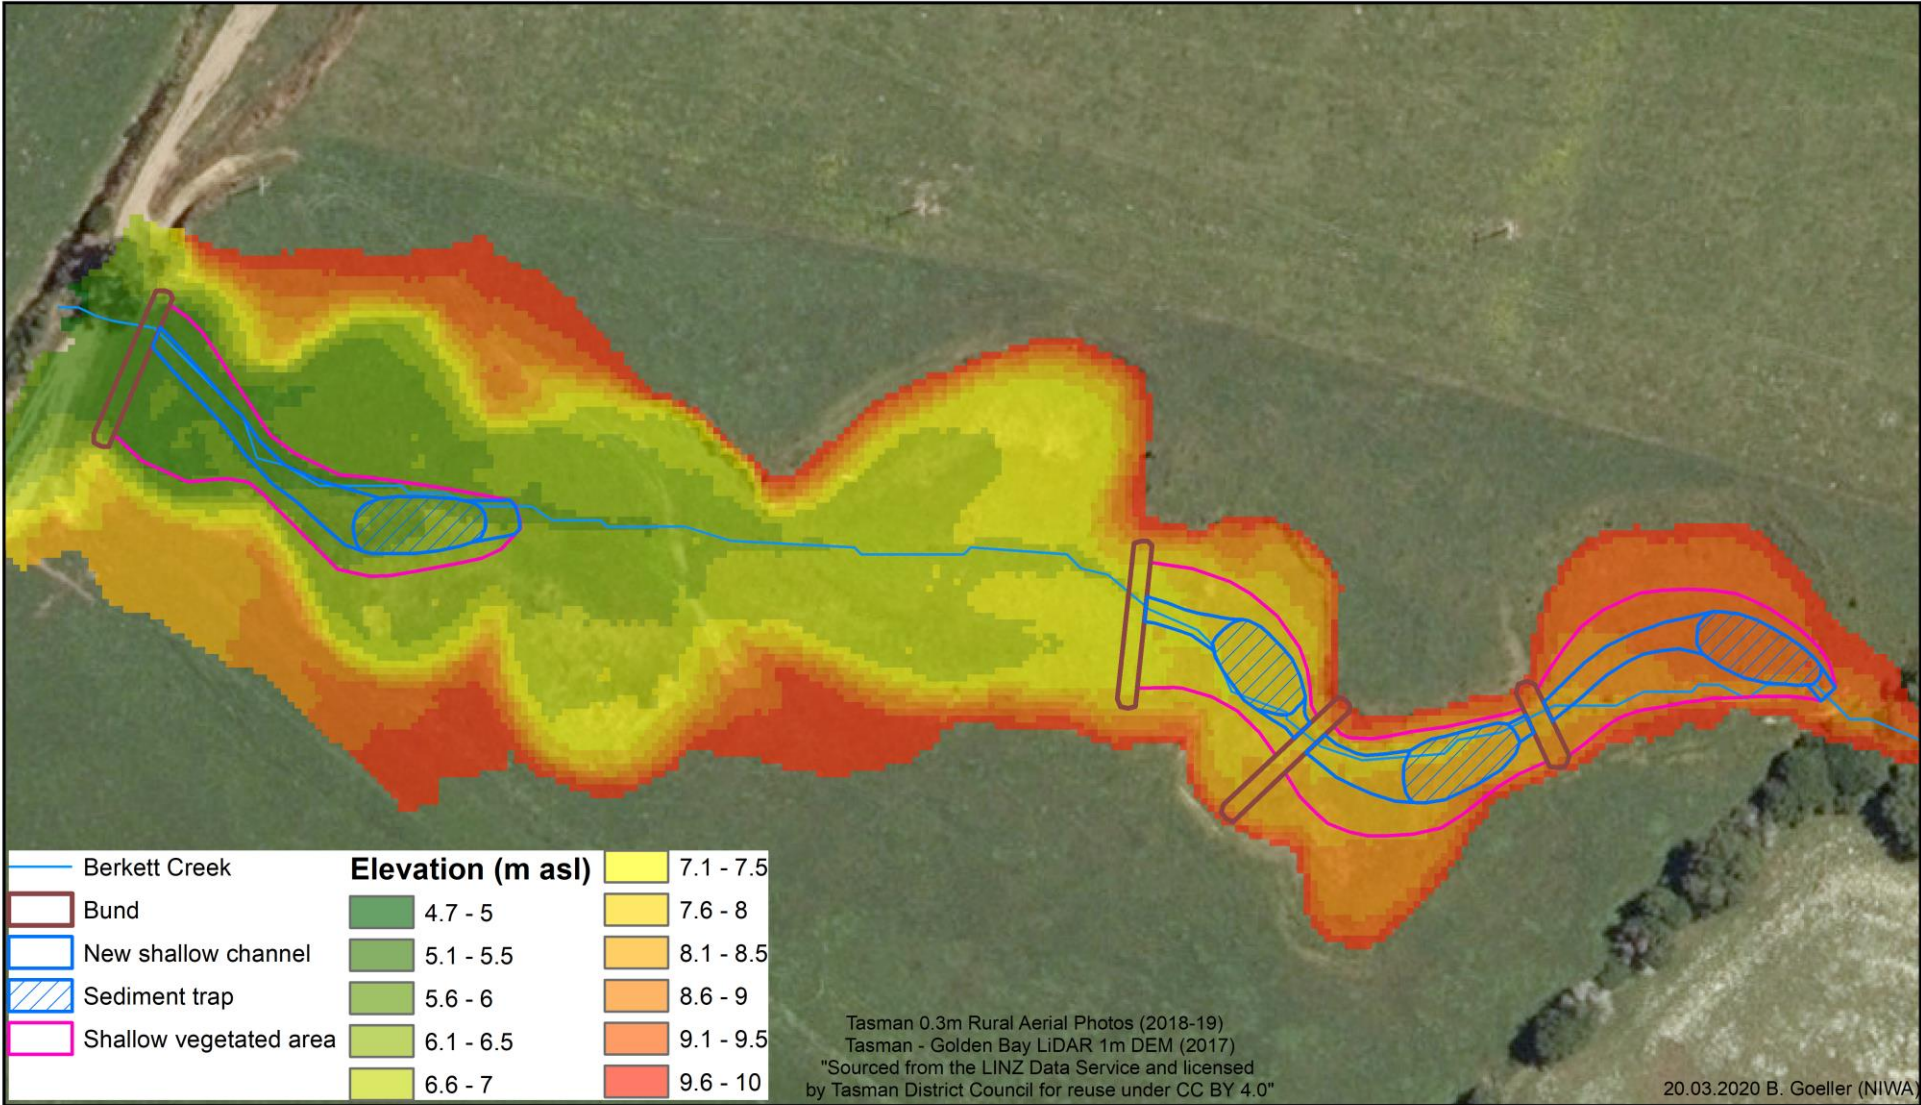 Berkett Creek
Bund
New shallow channel
Sediment trap
Shallow vegetated area
Elevation (m asl)
4.7 - 5
5.1 - 5.5
5.6 - 6
6.1 - 6.5
6.6 - 7
7.1 - 7.5
7.6 - 8
8.1 - 8.5
8.6 - 9
9.1 - 9.5
9.6 - 10
Tasman 0.3m Rural Aerial Photos (2018-19)
Tasman - Golden Bay LiDAR 1m DEM (2017)
"Sourced from the LINZ Data Service and licensed
by Tasman District Council for reuse under CC BY 4.0"
20.03.2020 B. Goeller (NIWA)